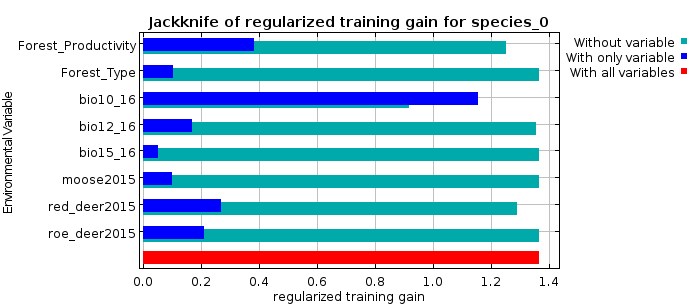 Jackknife of regularized training gain for species_0
Environmental Variable
Forest_Productivity
Forest_Type
bio10_16
bio12_16
bio15_16
moose2015
red_deer2015
roe_deer2015
0.0 0.2 0.4 0.6 0.8 1.0 1.2 1.4
regularized training gain
Without variable
With only variable
With all variables